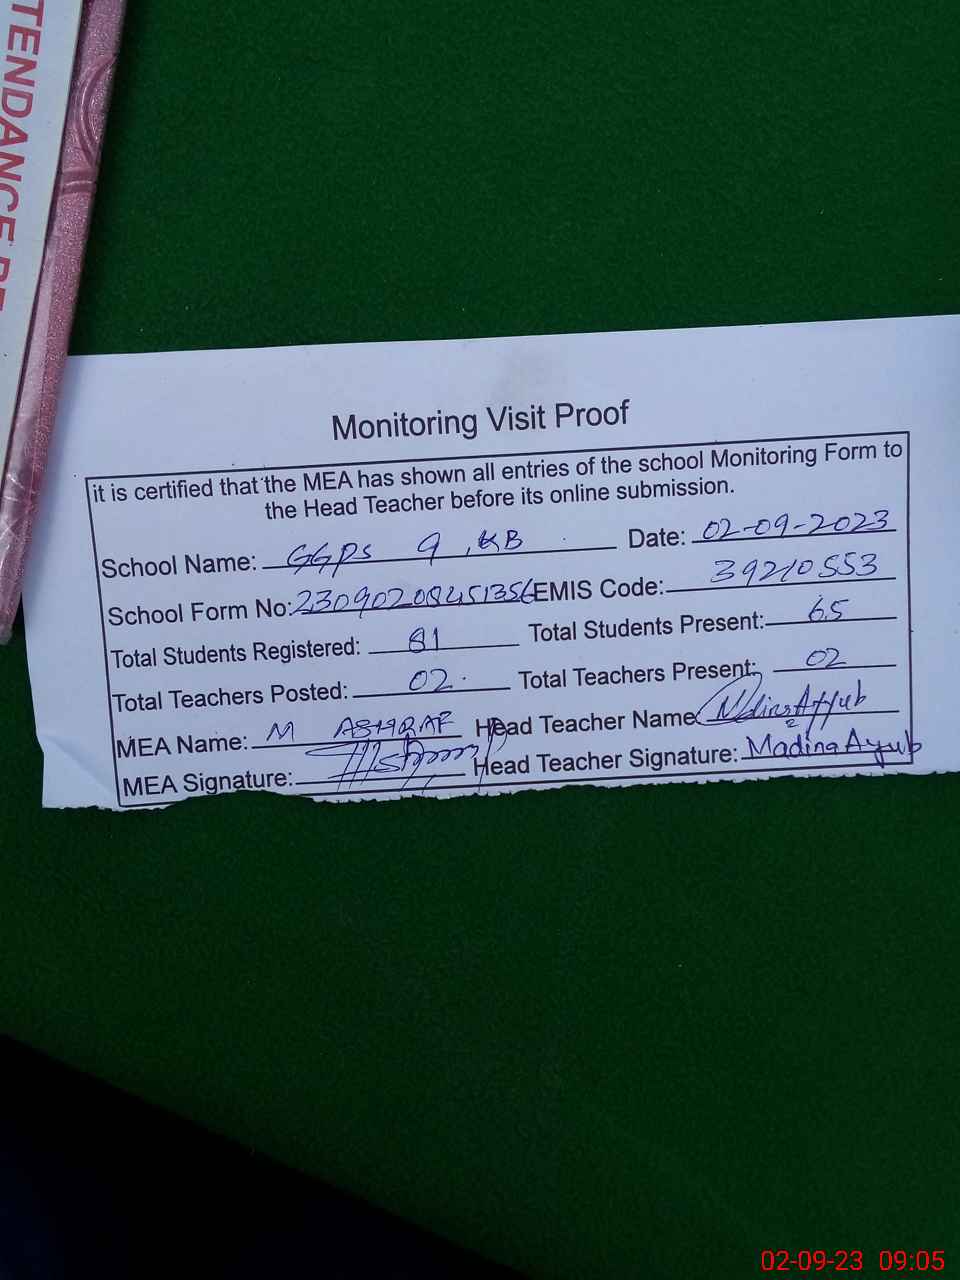 TENDANCE RE
Monitoring Visit Proof
it is certified that the MEA has shown all entries of the school Monitoring Form to
the Head Teacher before its online submission.
School Name: GGPS 9, KB Date: 02-09-2023
School Form No: 23090208451356 EMIS Code: 39210553
Total Students Registered: 81 Total Students Present: 65
Total Teachers Posted: 02. Total Teachers Present: 02
MEA Name: M ASHRAF Head Teacher Name Madina Ayub
MEA Signature: Head Teacher Signature: Madina Ayub
02-09-23 09:05